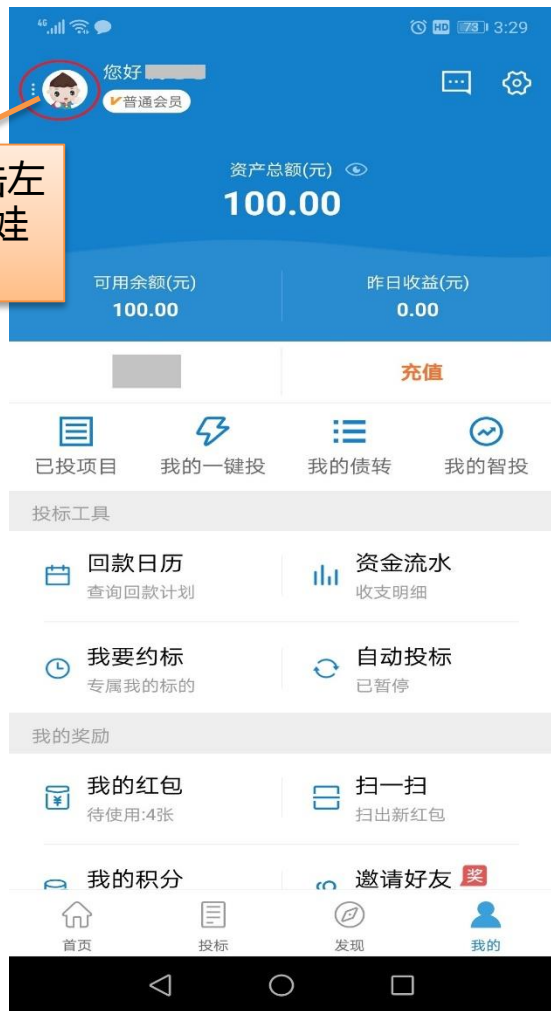 46 HD 73 3:29
您好
普通会员
击左
娃
资产总额(元)
100.00
可用余额(元) 昨日收益(元)
100.00 0.00
充值
已投项目 我的一键投 我的债转 我的智投
投标工具
回款日历 资金流水
查询回款计划 收支明细
我要约标 自动投标
专属我的标的 已暂停
我的奖励
我的红包 扫一扫
待使用:4张 扫出新红包
我的积分 邀请好友 奖
首页 投标 发现 我的